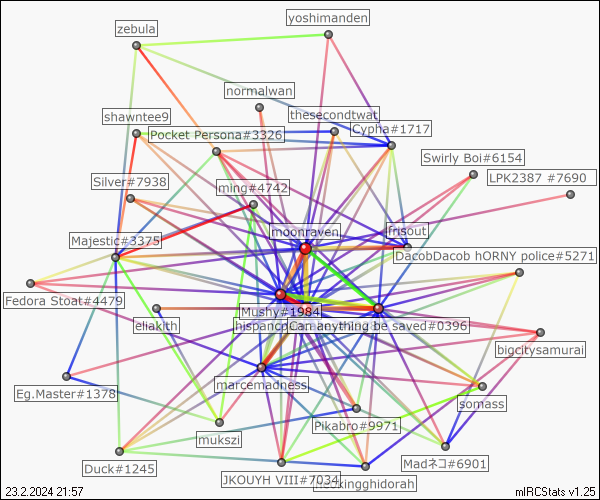 yoshimanden
zebula
normalwan
shawntee9
thesecondtwat
Cypha#1717
Pocket Persona#3326
Swirly Boi#6154
LPK2387 #7690
Silver#7938
ming#4742
moonraven
frisout
Majestic#3375
DacobDacob hORNY police#5271
Fedora Stoat#4479
Mushy#1984
eliakith
Can anything be saved#0396
bigcitysamurai
marcemadness
Eg.Master#1378
somass
Pikabro#9971
mukszi
Duck#1245
Madネコ#6901
JKOUYH VIII#7034
kingghidorah
23.2.2024 21:57
mIRCStats v1.25